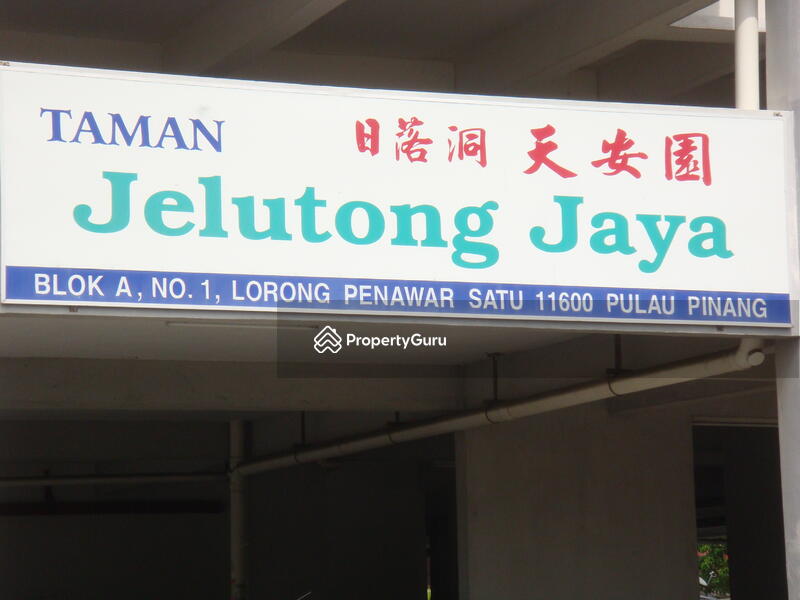 TAMAN
日落洞 天安園
Jelutong Jaya
BLOK A, NO. 1, LORONG PENAWAR SATU 11600 PULAU PINANG
PropertyGuru